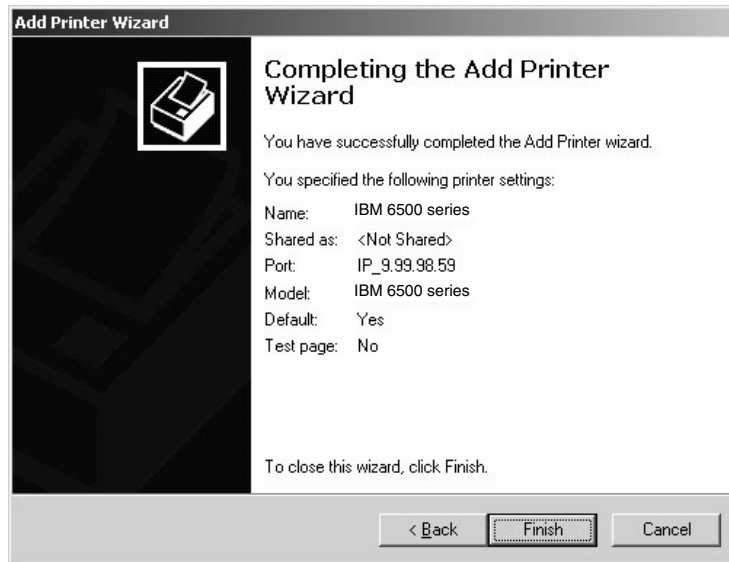 Add Printer Wizard
Completing the Add Printer
Wizard
You have successfully completed the Add Printer wizard.
You specified the following printer settings:
Name: IBM 6500 series
Shared as: <Not Shared>
Port: IP_9.99.98.59
Model: IBM 6500 series
Default: Yes
Test page: No
To close this wizard, click Finish.
< Back Finish Cancel